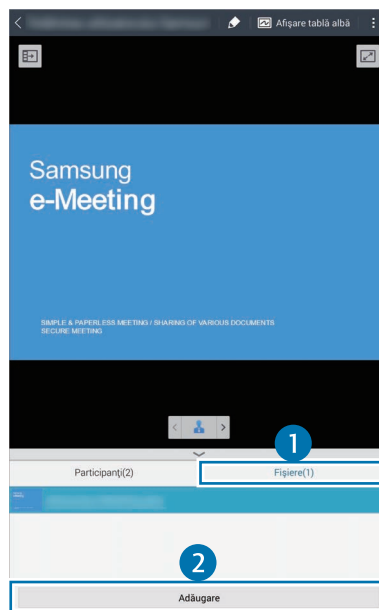 Afişare tablă albă
Samsung
e-Meeting
SIMPLE & PAPERLESS MEETING / SHARING OF VARIOUS DOCUMENTS
SECURE MEETING
1
Participanţi(2)
Fişiere(1)
2
Adăugare